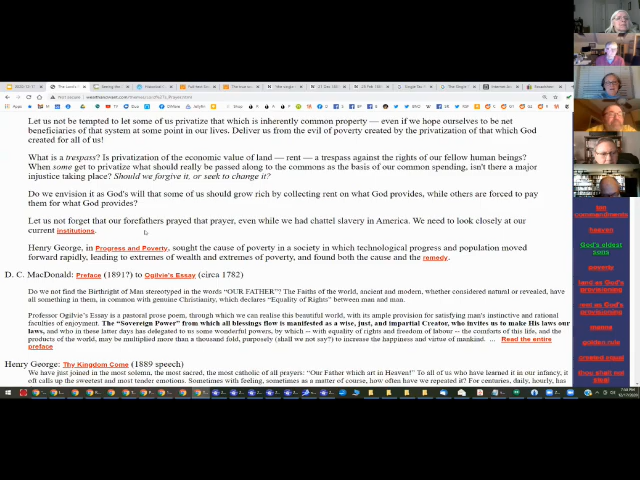 The Lord's
Not secure
Apps
Let us not be tempted to let some of us privatize that which is inherently common property — even if we hope ourselves to be net
beneficiaries of that system at some point in our lives. Deliver us from the evil of poverty created by the privatization of that which God
created for all of us!
What is a trespass? Is privatization of the economic value of land — rent — a trespass against the rights of our fellow human beings?
When some get to privatize what should really be passed along to the commons as the basis of our common spending, isn't there a major
injustice taking place? Should we forgive it, or seek to change it?
Do we envision it as God's will that some of us should grow rich by collecting rent on what God provides, while others are forced to pay
them for what God provides?
Let us not forget that our forefathers prayed that prayer, even while we had chattel slavery in America. We need to look closely at our
current institutions.
Henry George, in Progress and Poverty, sought the cause of poverty in a society in which technological progress and population moved
forward rapidly, leading to extremes of wealth and extremes of poverty, and found both the cause and the remedy.
D. C. MacDonald: Preface (1891?) to Ogilvie's Essay (circa 1782)
Do we not find the Birthright of Man stereotyped in the words "OUR FATHER"? The Faiths of the world, ancient and modern, whether considered natural or revealed,
have all something in them, in common with genuine Christianity, which declares "Equality of Rights" between man and man.
Professor Ogilvie's Essay is a pastoral prose poem, through which we can realise this beautiful world, with its ample provision for satisfying man's instinctive and rational
faculties of enjoyment. The "Sovereign Power" from which all blessings flow is manifested as a wise, just, and impartial Creator, who invites us to make His laws our
laws, and who in these latter days has delegated to us some wonderful powers, by which — with equality of rights and freedom of labour — the comforts of this life, and the
products of the world, may be multiplied more than a thousand fold, purposely (shall we not say?) to increase the happiness and virtue of mankind. ... Read the entire
preface
Henry George: Thy Kingdom Come (1889 speech)
We have just joined in the most solemn, the most sacred, the most catholic of all prayers: "Our Father which art in Heaven!" To all of us who have learned it in our infancy, it
oft calls up the sweetest and most tender emotions. Sometimes with feeling, sometimes as a matter of course, how often have we repeated it? For centuries, daily, hourly, has
ten
commandments
heaven
God's eldest
sons
poverty
land as God's
provisioning
rent as God's
provisioning
manna
golden rule
created equal
thou shalt not
steal